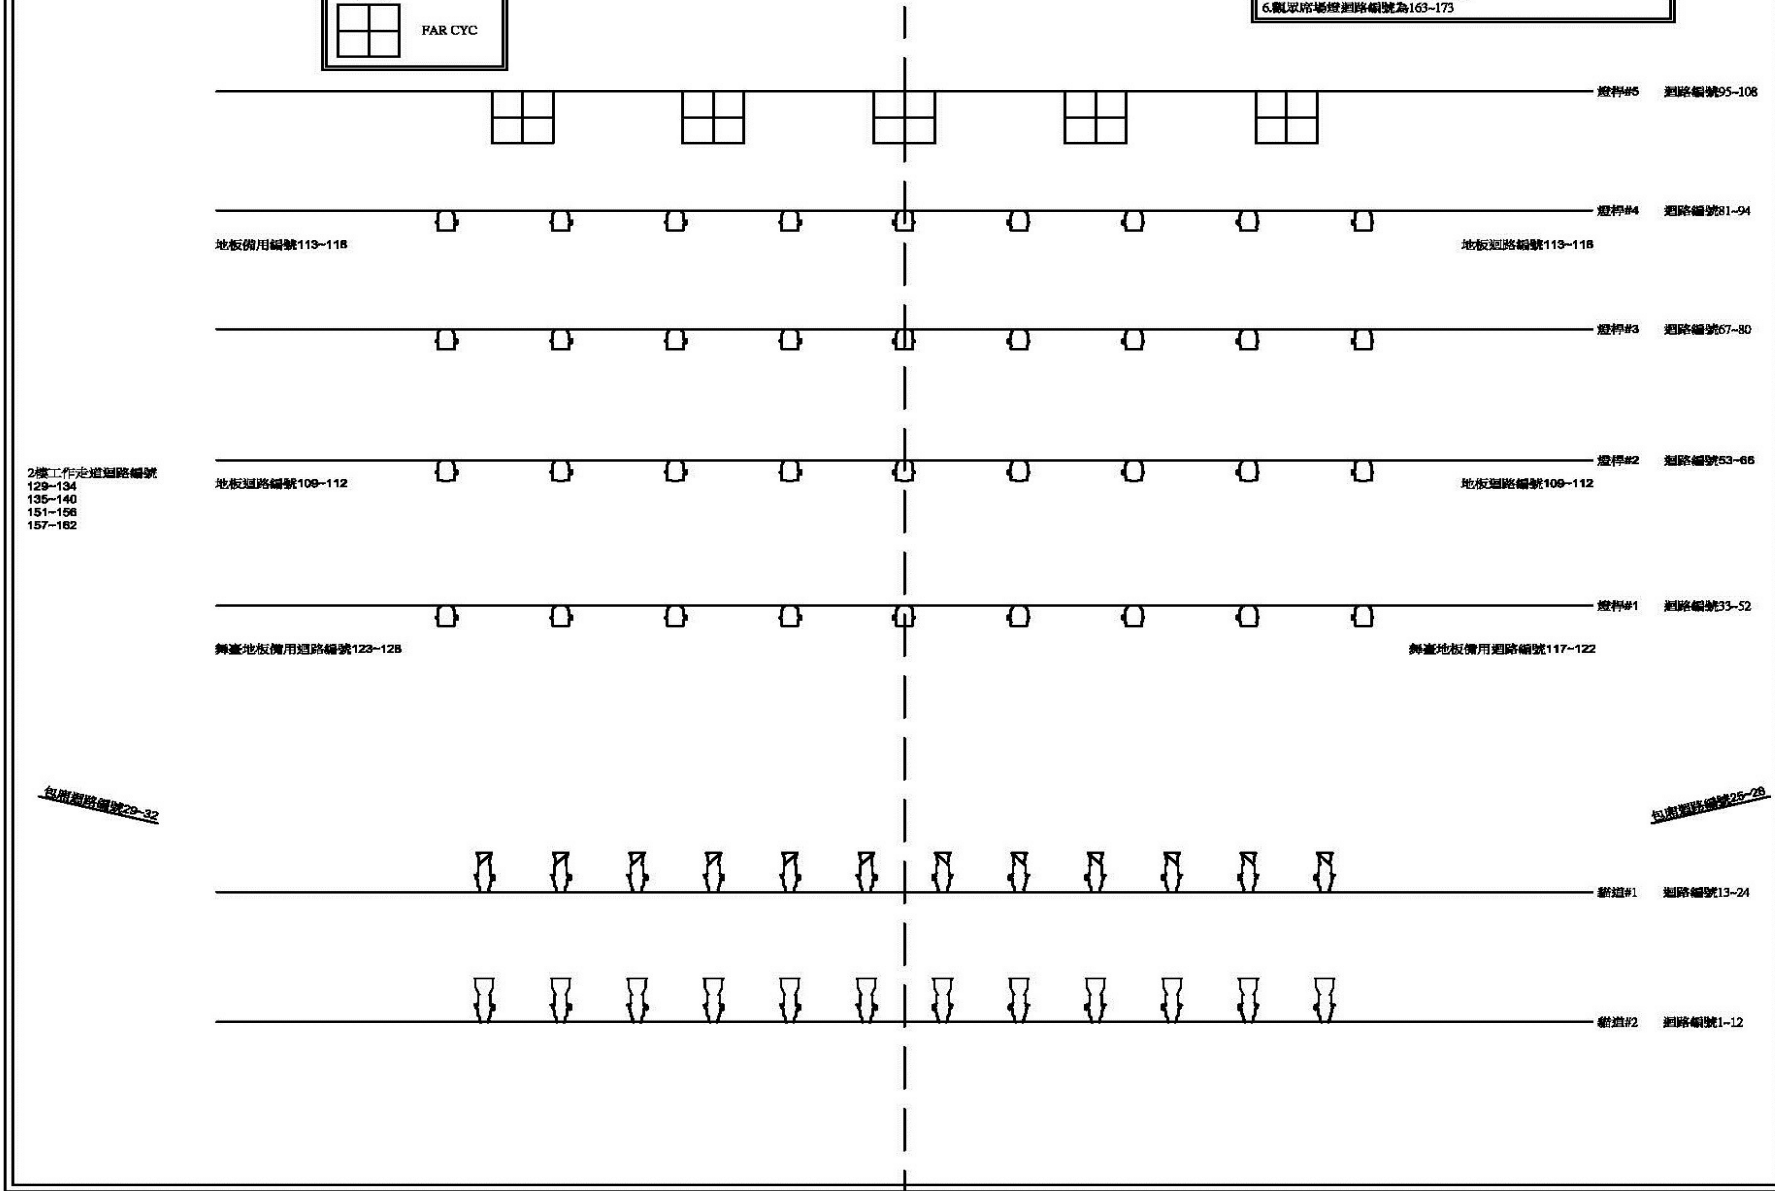 6.觀眾席場燈迴路編號為163~173
FAR CYC
燈桿#5 迴路編號95~108
燈桿#4 迴路編號81~94
地板備用編號113~116
地板迴路編號113~116
燈桿#3 迴路編號67~80
燈桿#2 迴路編號53~66
2樓工作走道迴路編號
129~134
135~140
151~156
157~162
地板迴路編號109~112
地板迴路編號109~112
燈桿#1 迴路編號33~52
舞臺地板備用迴路編號123~128
舞臺地板備用迴路編號117~122
包廂迴路編號29~32
包廂迴路編號25~28
貓道#1 迴路編號13~24
貓道#2 迴路編號1~12